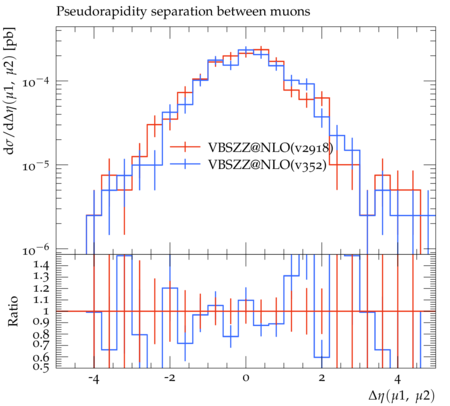 Pseudorapidity separation between muons
dσ/dΔη(μ1, μ2) [pb]
10⁻⁴
10⁻⁵
10⁻⁶
VBSZZ@NLO(v2918)
VBSZZ@NLO(v352)
Ratio
1.4
1.3
1.2
1.1
1
0.9
0.8
0.7
0.6
0.5
-4 -2 0 2 4
Δη(μ1, μ2)